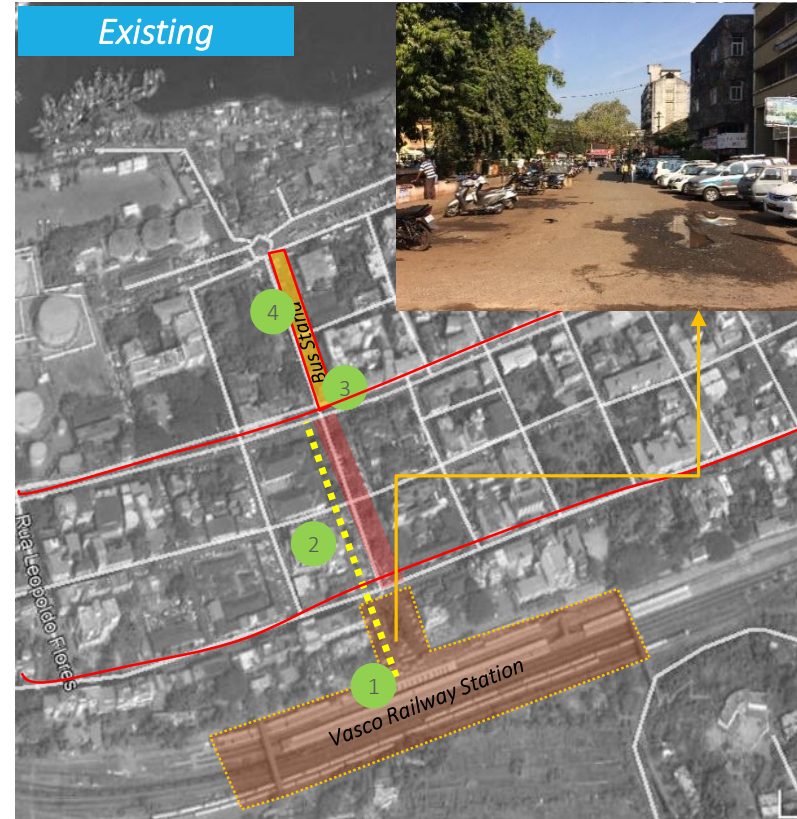 Existing
4
Bus Stand
3
2
Rua Leopoldo Flores
1
Vasco Railway Station